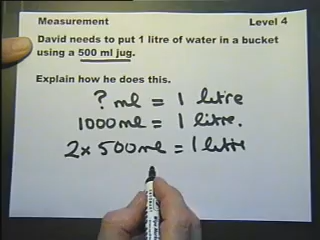 Measurement Level 4
David needs to put 1 litre of water in a bucket
using a 500 ml jug.
Explain how he does this.
? ml = 1 litre
1000ml = 1 litre.
2 x 500ml = 1 litre